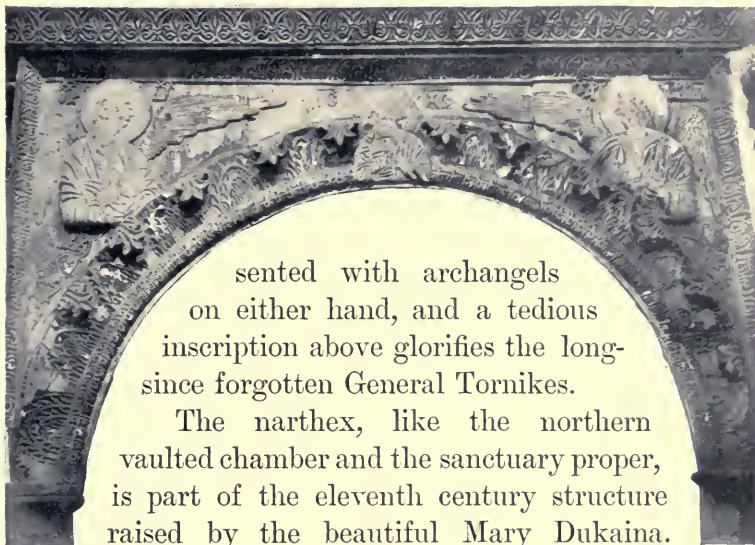 sented with archangels
on either hand, and a tedious
inscription above glorifies the long-
since forgotten General Tornikes.
The narthex, like the northern
vaulted chamber and the sanctuary proper,
is part of the eleventh century structure
raised by the beautiful Mary Dukaina.